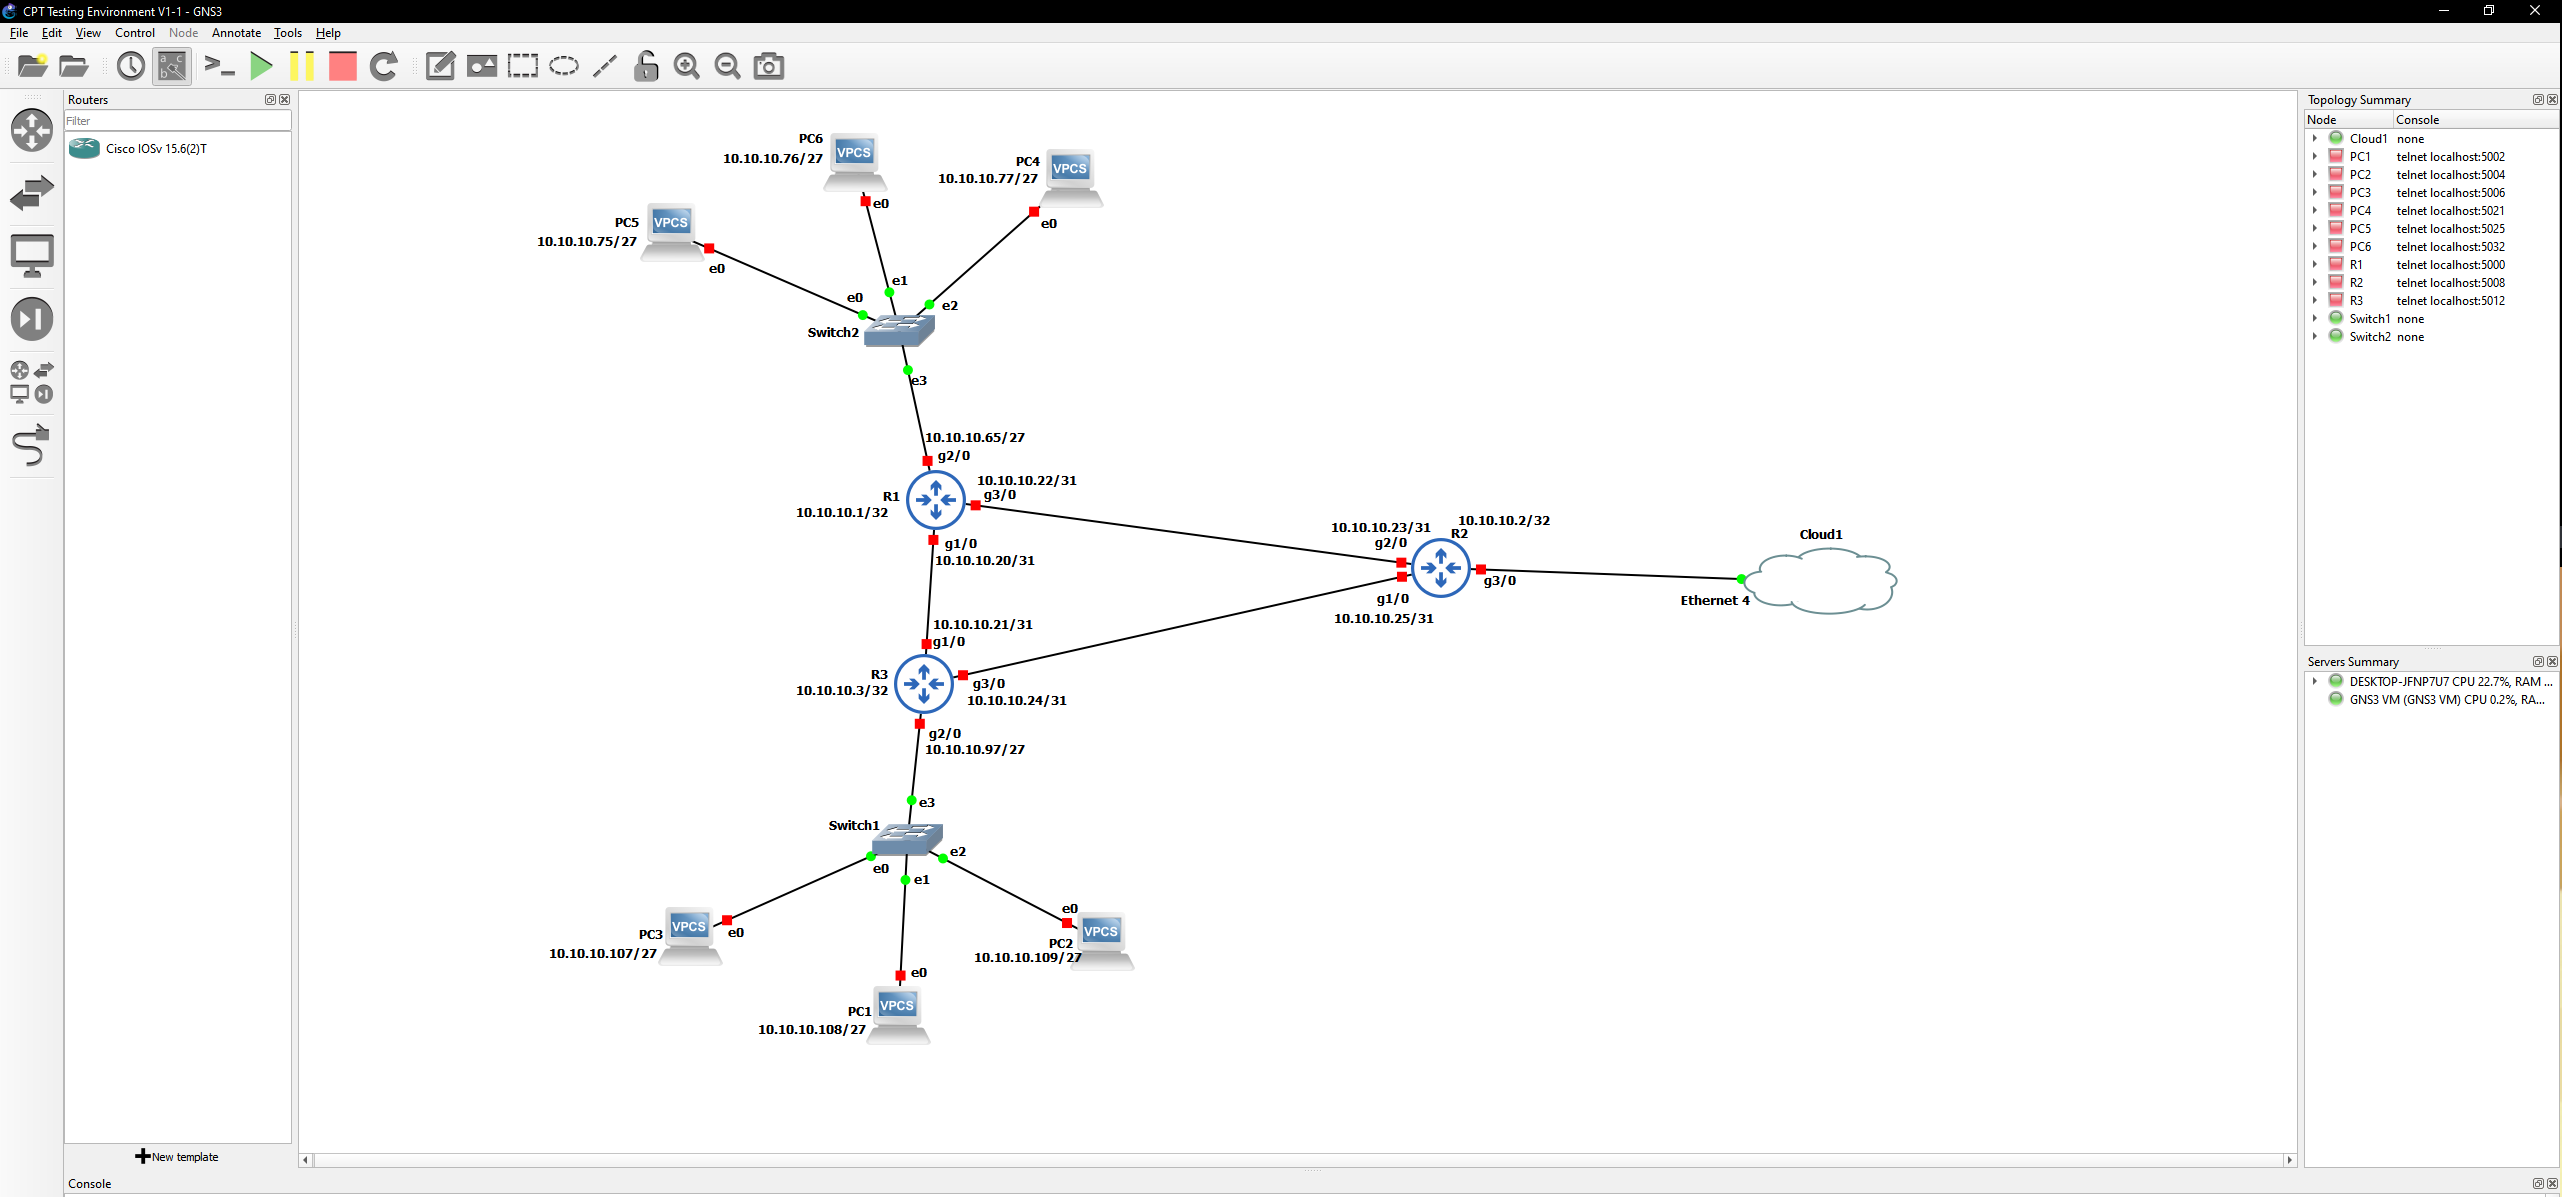 CPT Testing Environment V1-1 - GNS3
File Edit View Control Node Annotate Tools Help
Routers
Filter
Cisco IOSv 15.6(2)T
New template
Console
PC6
10.10.10.76/27
VPCS
e0
PC4
10.10.10.77/27
VPCS
e0
PC5
10.10.10.75/27
VPCS
e0
e0
e1
e2
Switch2
e3
10.10.10.65/27
g2/0
R1
10.10.10.1/32
10.10.10.22/31
g3/0
g1/0
10.10.10.20/31
10.10.10.23/31
g2/0
10.10.10.2/32
R2
g3/0
g1/0
10.10.10.25/31
Cloud1
Ethernet 4
10.10.10.21/31
g1/0
R3
10.10.10.3/32
g3/0
10.10.10.24/31
g2/0
10.10.10.97/27
e3
Switch1
e0
e1
e2
PC3
10.10.10.107/27
VPCS
e0
e0
PC2
10.10.10.109/27
VPCS
e0
PC1
10.10.10.108/27
VPCS
Topology Summary
Node Console
Cloud1 none
PC1 telnet localhost:5002
PC2 telnet localhost:5004
PC3 telnet localhost:5006
PC4 telnet localhost:5021
PC5 telnet localhost:5025
PC6 telnet localhost:5032
R1 telnet localhost:5000
R2 telnet localhost:5008
R3 telnet localhost:5012
Switch1 none
Switch2 none
Servers Summary
DESKTOP-JFNP7U7 CPU 22.7%, RAM ...
GNS3 VM (GNS3 VM) CPU 0.2%, RA...